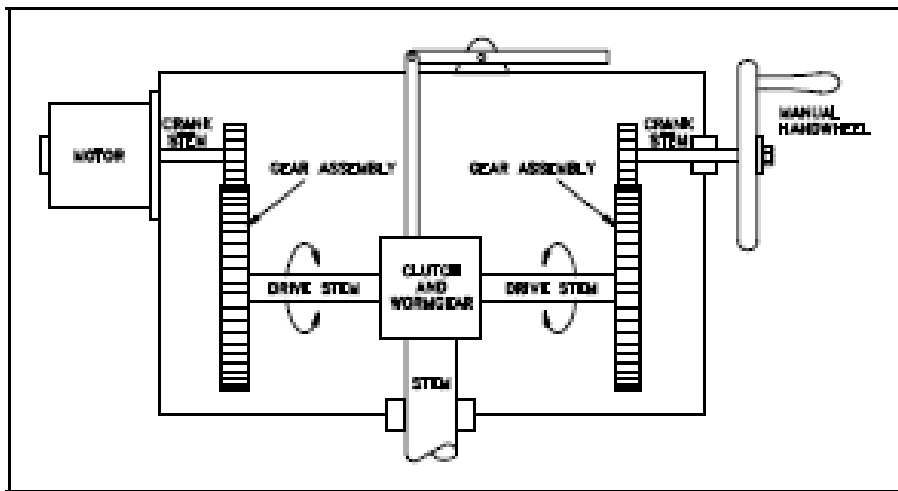 CRANK
STEM
MOTOR
GEAR ASSEMBLY
GEAR ASSEMBLY
CRANK
STEM
MANUAL
HANDWHEEL
DRIVE STEM
CLUTCH
AND
WORMGEAR
DRIVE STEM
STEM